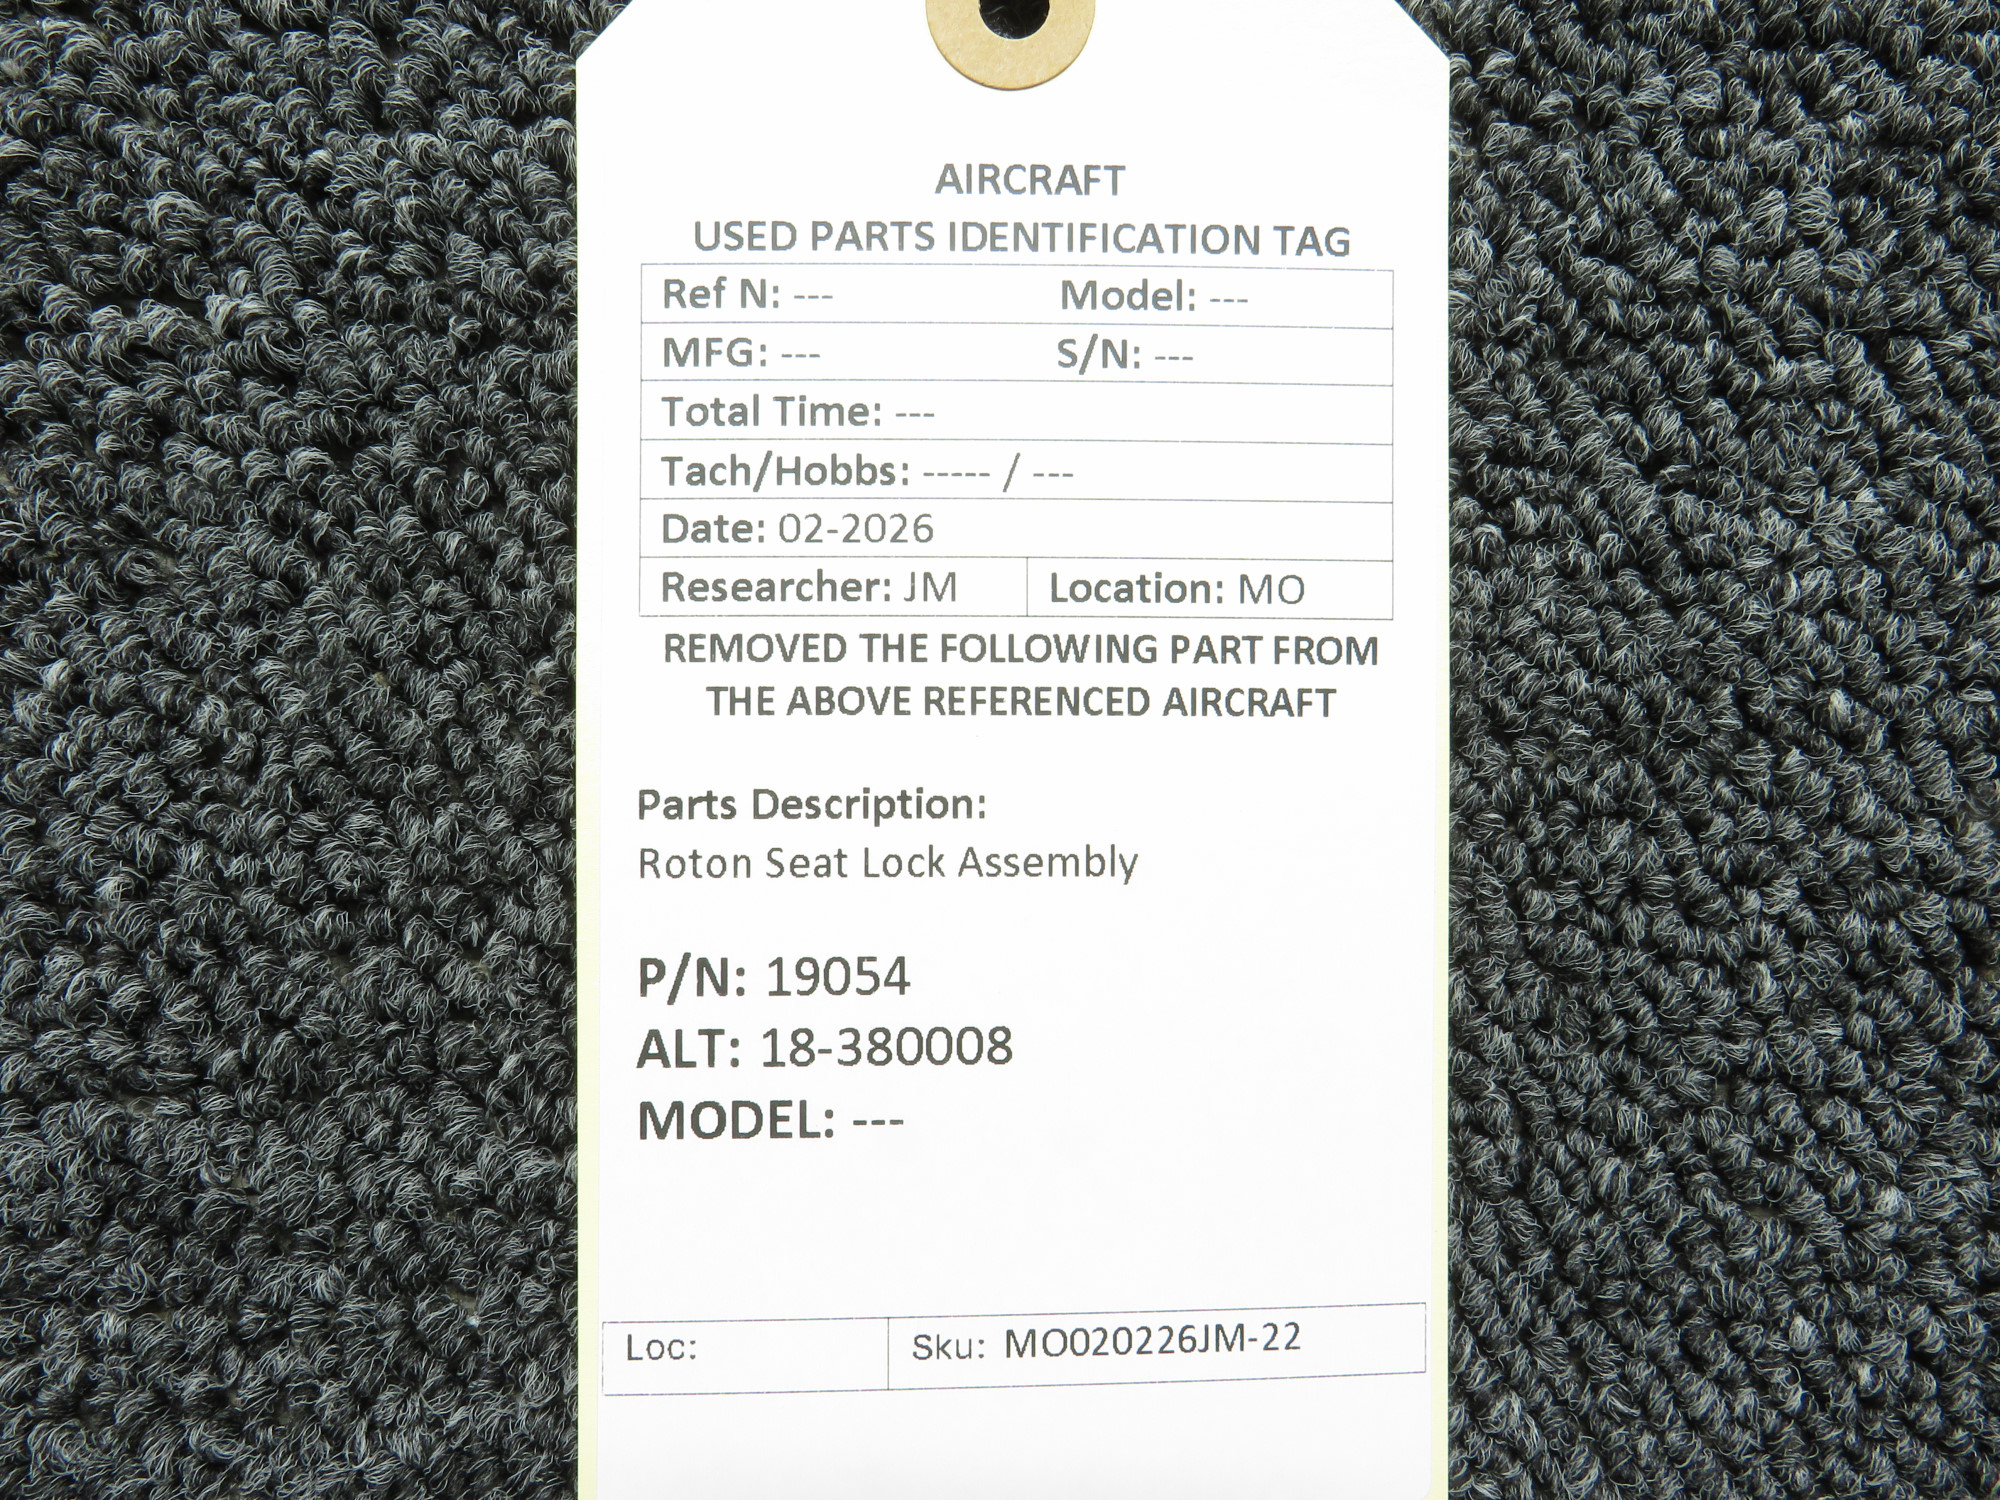 AIRCRAFT
USED PARTS IDENTIFICATION TAG
Ref N: --- Model: ---
MFG: --- S/N: ---
Total Time: ---
Tach/Hobbs: ----- / ---
Date: 02-2026
Researcher: JM Location: MO
REMOVED THE FOLLOWING PART FROM
THE ABOVE REFERENCED AIRCRAFT
Parts Description:
Roton Seat Lock Assembly
P/N: 19054
ALT: 18-380008
MODEL: ---
Loc: Sku: MO020226JM-22